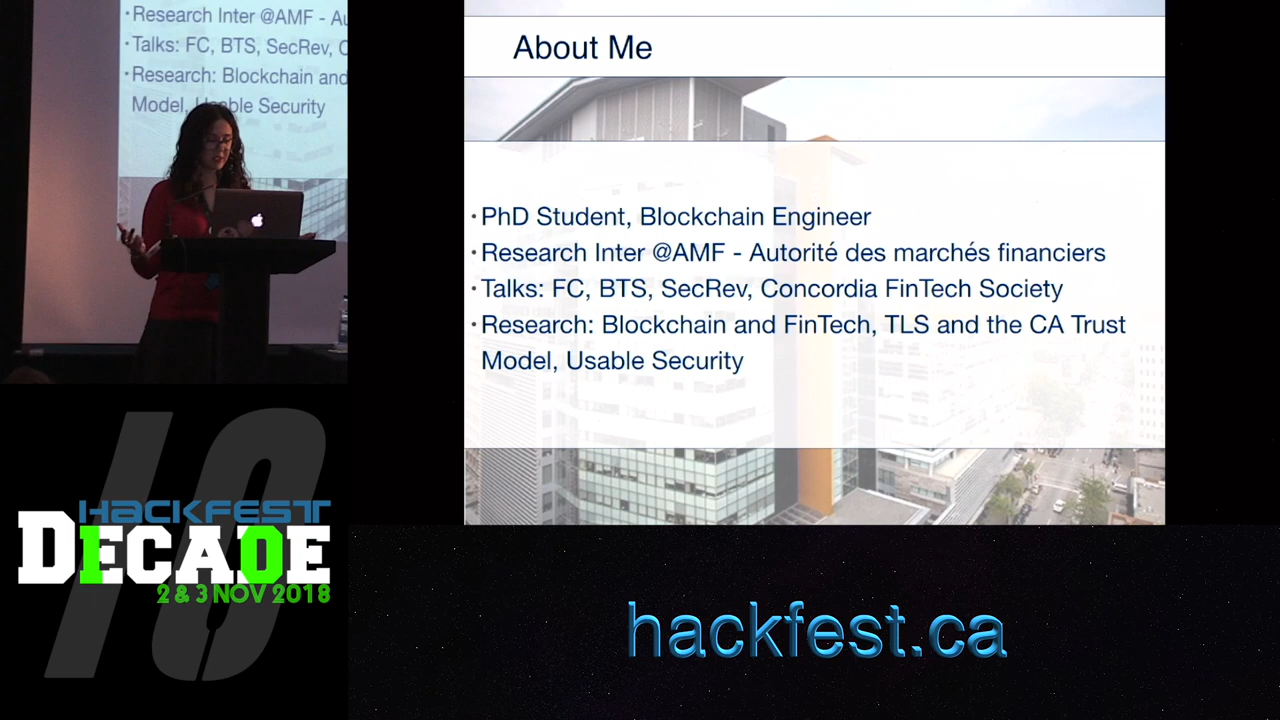 Research Inter @AMF - Au
Talks: FC, BTS, SecRev, C
Research: Blockchain and
Model, Usable Security
About Me
PhD Student, Blockchain Engineer
Research Inter @AMF - Autorité des marchés financiers
Talks: FC, BTS, SecRev, Concordia FinTech Society
Research: Blockchain and FinTech, TLS and the CA Trust
Model, Usable Security
10
HACKFEST
DECADE
2 & 3 NOV 2018
hackfest.ca